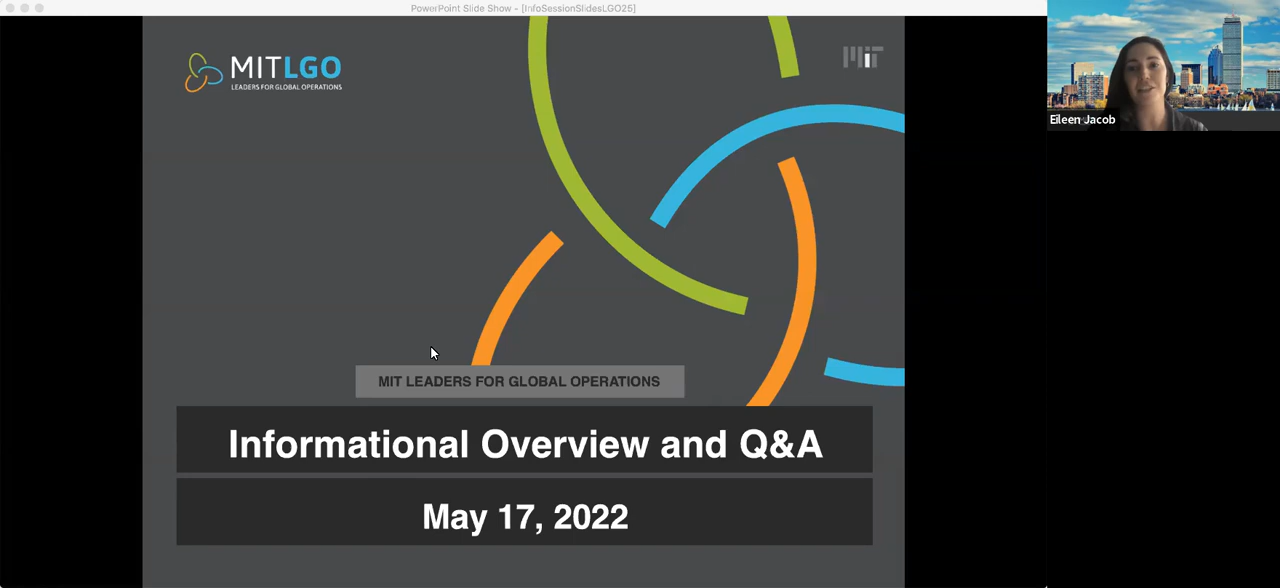 PowerPoint Slide Show - [InfoSessionSlidesLGO25]
MITLGO
LEADERS FOR GLOBAL OPERATIONS
MIT
Eileen Jacob
MIT LEADERS FOR GLOBAL OPERATIONS
Informational Overview and Q&A
May 17, 2022